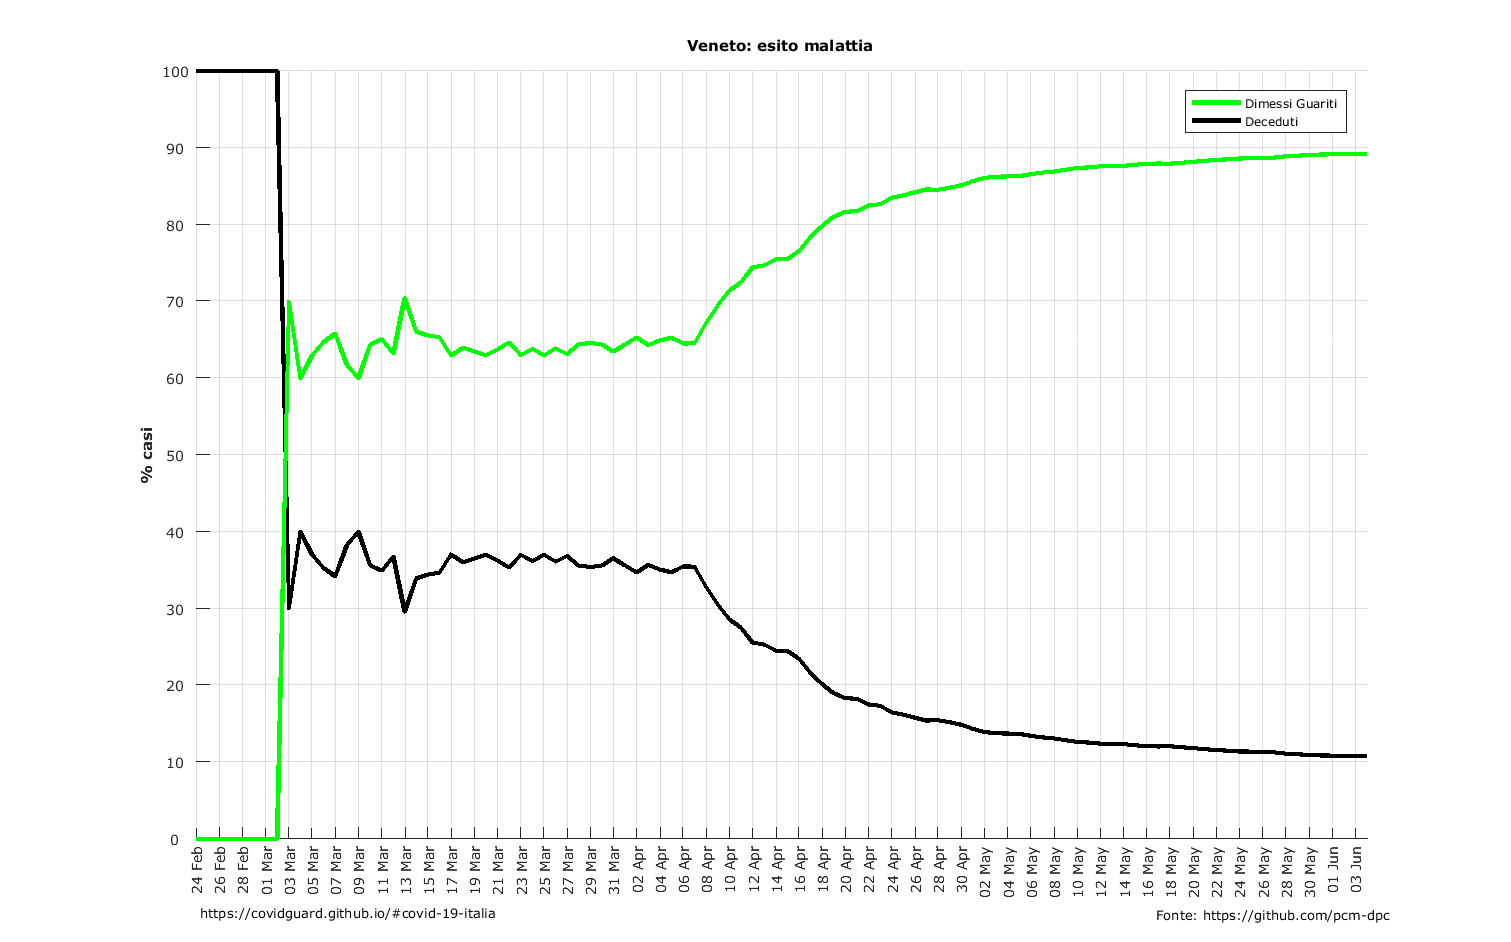 Veneto: esito malattia
100
90
80
70
60
50
40
30
20
10
0
% casi
Dimessi Guariti
Deceduti
24 Feb
26 Feb
28 Feb
01 Mar
03 Mar
05 Mar
07 Mar
09 Mar
11 Mar
13 Mar
15 Mar
17 Mar
19 Mar
21 Mar
23 Mar
25 Mar
27 Mar
29 Mar
31 Mar
02 Apr
04 Apr
06 Apr
08 Apr
10 Apr
12 Apr
14 Apr
16 Apr
18 Apr
20 Apr
22 Apr
24 Apr
26 Apr
28 Apr
30 Apr
02 May
04 May
06 May
08 May
10 May
12 May
14 May
16 May
18 May
20 May
22 May
24 May
26 May
28 May
30 May
01 Jun
03 Jun
https://covidguard.github.io/#covid-19-italia
Fonte: https://github.com/pcm-dpc